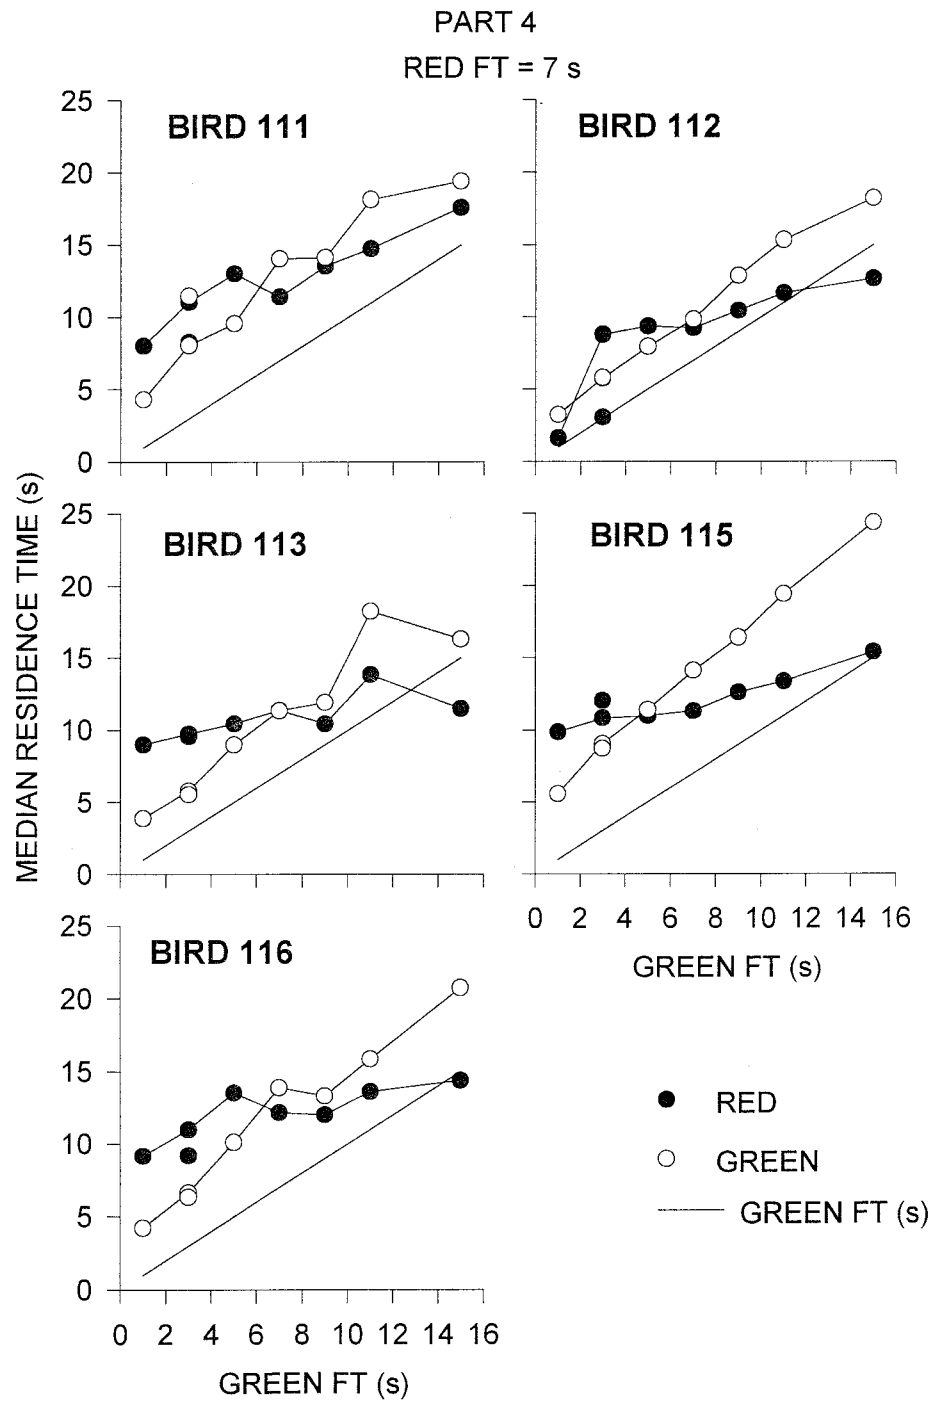 PART 4
RED FT = 7 s
BIRD 111
BIRD 112
25
20
15
10
5
0
BIRD 113
BIRD 115
25
20
15
10
5
0
MEDIAN RESIDENCE TIME (s)
0 2 4 6 8 10 12 14 16
GREEN FT (s)
BIRD 116
25
20
15
10
5
0
0 2 4 6 8 10 12 14 16
GREEN FT (s)
RED
GREEN
GREEN FT (s)